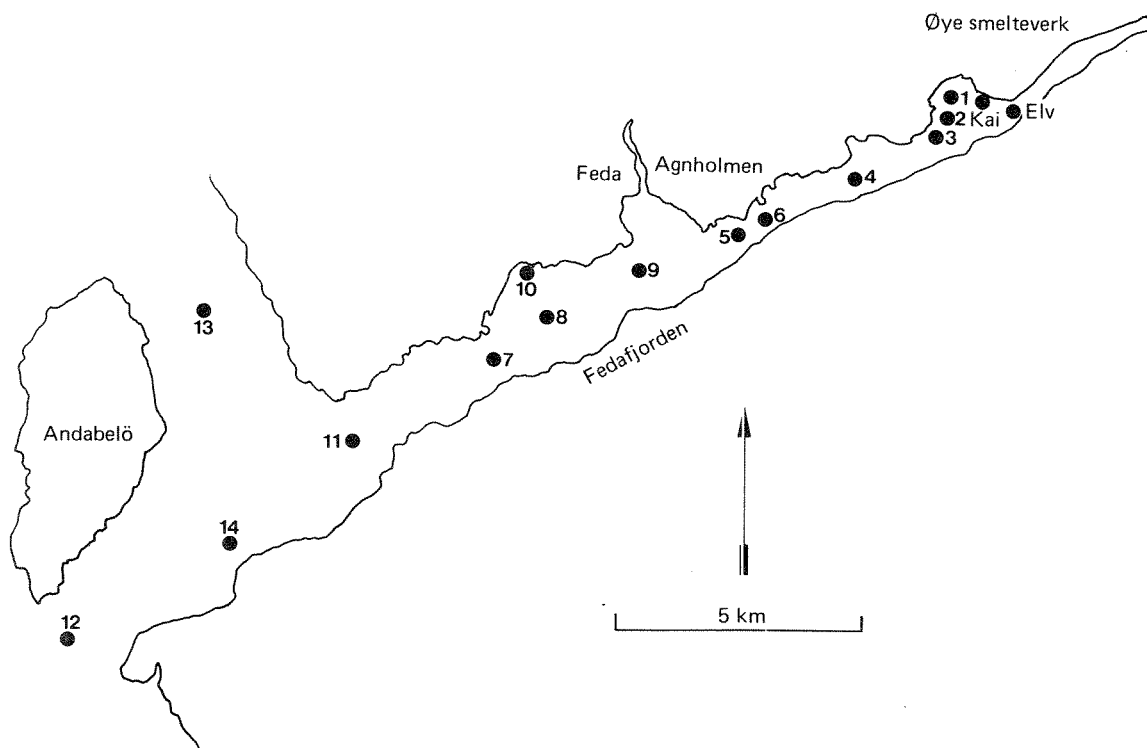 Øye smelteverk
1
2 Kai
Elv
3
4
Feda
Agnholmen
6
5
9
10
8
13
7
Fedafjorden
Andabelö
11
14
12
5 km